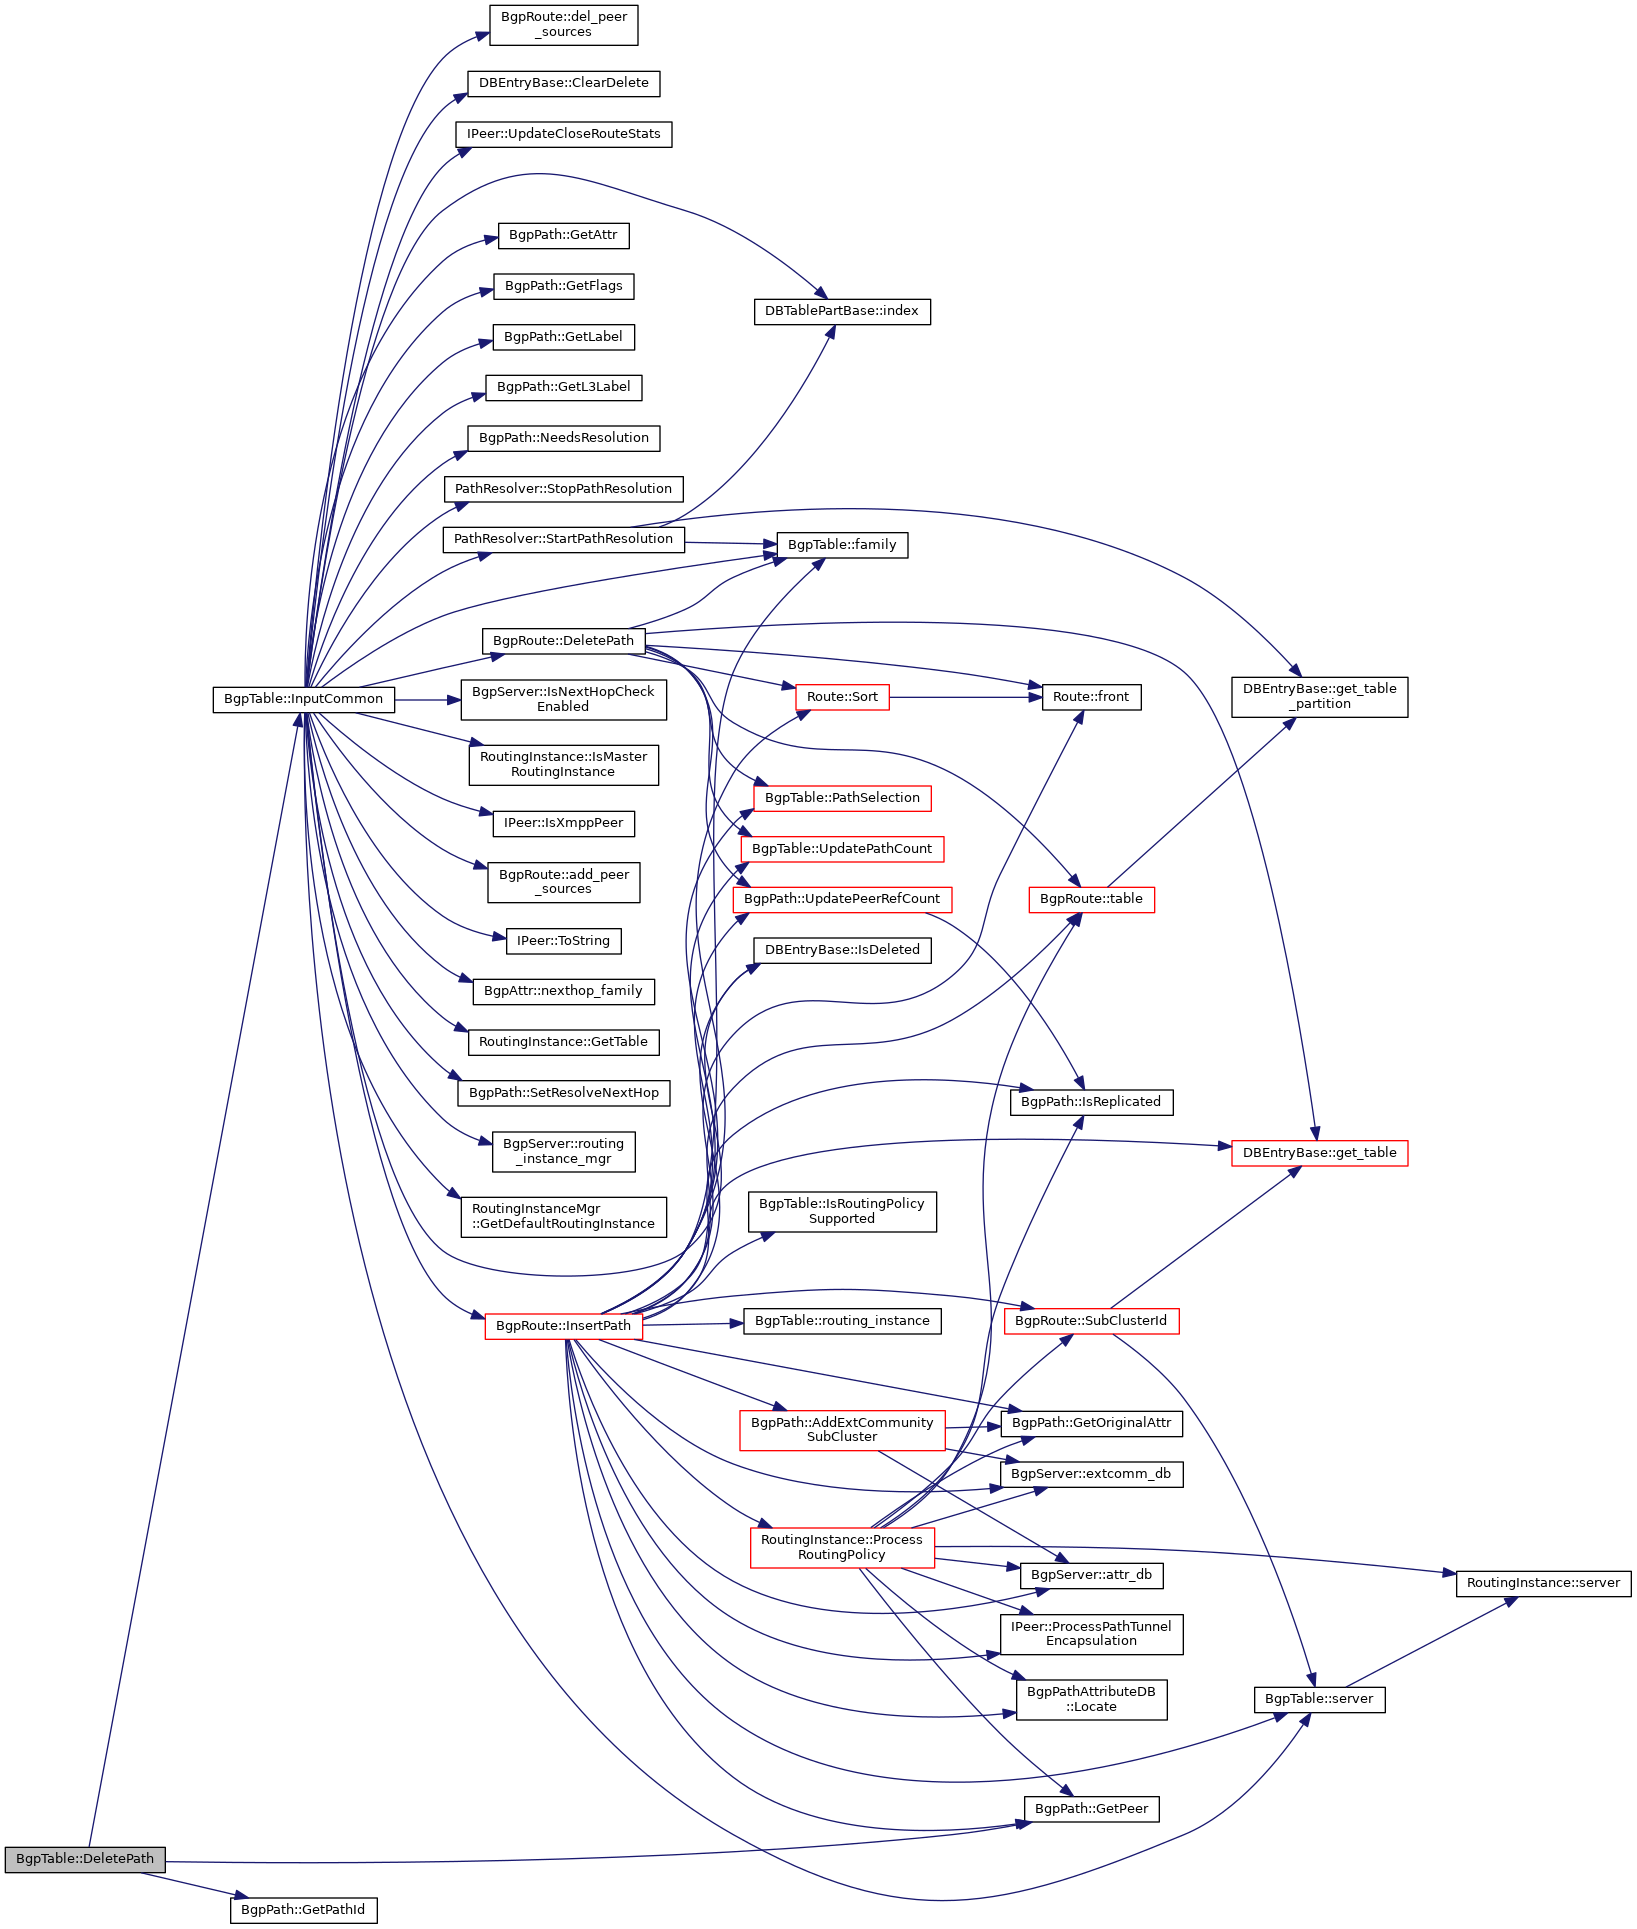 BgpRoute::del_peer
_sources
DBEntryBase::ClearDelete
IPeer::UpdateCloseRouteStats
BgpPath::GetAttr
BgpPath::GetFlags
DBTablePartBase::index
BgpPath::GetLabel
BgpPath::GetL3Label
BgpPath::NeedsResolution
PathResolver::StopPathResolution
PathResolver::StartPathResolution
BgpTable::family
BgpRoute::DeletePath
BgpTable::InputCommon
BgpServer::IsNextHopCheck
Enabled
Route::Sort
Route::front
DBEntryBase::get_table
_partition
RoutingInstance::IsMaster
RoutingInstance
BgpTable::PathSelection
IPeer::IsXmppPeer
BgpTable::UpdatePathCount
BgpRoute::add_peer
_sources
BgpPath::UpdatePeerRefCount
BgpRoute::table
IPeer::ToString
DBEntryBase::IsDeleted
BgpAttr::nexthop_family
RoutingInstance::GetTable
BgpPath::SetResolveNextHop
BgpPath::IsReplicated
BgpServer::routing
_instance_mgr
DBEntryBase::get_table
RoutingInstanceMgr
::GetDefaultRoutingInstance
BgpTable::IsRoutingPolicy
Supported
BgpRoute::InsertPath
BgpTable::routing_instance
BgpRoute::SubClusterId
BgpPath::AddExtCommunity
SubCluster
BgpPath::GetOriginalAttr
BgpServer::extcomm_db
RoutingInstance::Process
RoutingPolicy
BgpServer::attr_db
RoutingInstance::server
IPeer::ProcessPathTunnel
Encapsulation
BgpPathAttributeDB
::Locate
BgpTable::server
BgpPath::GetPeer
BgpTable::DeletePath
BgpPath::GetPathId